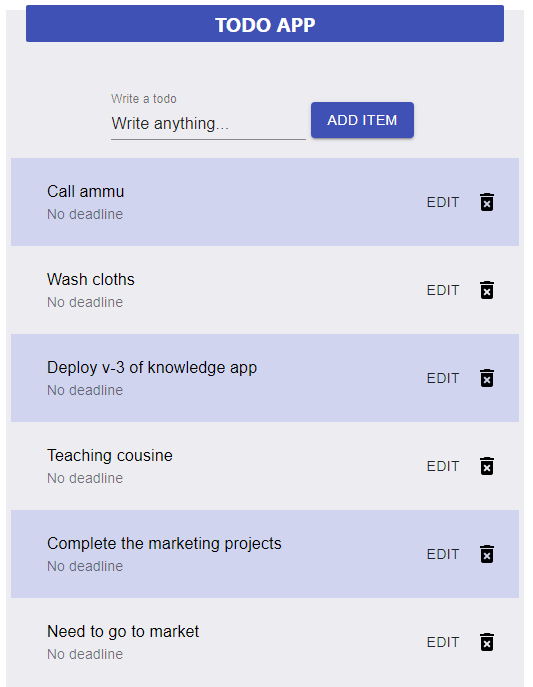 TODO APP
Write a todo
Write anything...
ADD ITEM
Call ammu
No deadline
EDIT
Wash cloths
No deadline
EDIT
Deploy v-3 of knowledge app
No deadline
EDIT
Teaching cousine
No deadline
EDIT
Complete the marketing projects
No deadline
EDIT
Need to go to market
No deadline
EDIT